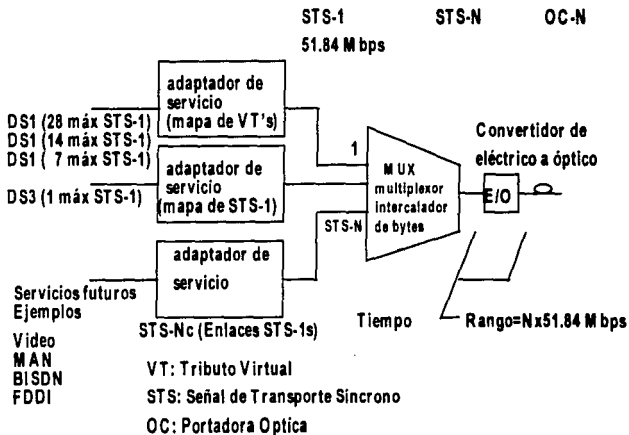 STS-1 STS-N OC-N
51.84 Mbps
adaptador de
servicio
(mapa de VT's
DS1 (28 máx STS-1)
DS1 (14 máx STS-1)
DS1 ( 7 máx STS-1)
adaptador de
servicio
(mapa de STS-1)
DS3 (1 máx STS-1)
adaptador de
servicio
STS-Nc (Enlaces STS-1s)
Servicios futuros
Ejemplos
Video
MAN
BISDN
FDDI
1
STS-N
MUX
multiplexor
intercalador
de bytes
Convertidor de
eléctrico a óptico
E/O
Tiempo
Rango=Nx51.84 Mbps
VT: Tributo Virtual
STS: Señal de Transporte Síncrono
OC: Portadora Optica